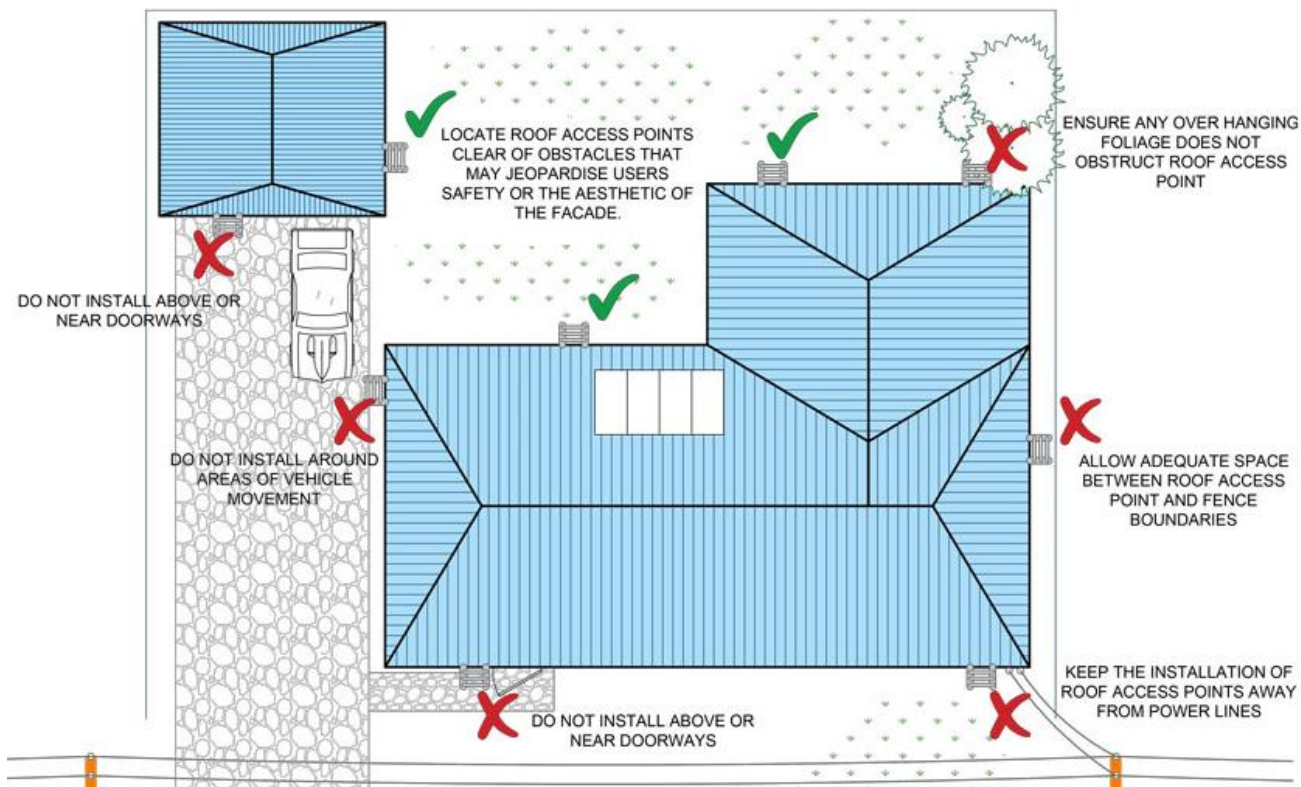 LOCATE ROOF ACCESS POINTS
CLEAR OF OBSTACLES THAT
MAY JEOPARDISE USERS
SAFETY OR THE AESTHETIC OF
THE FACADE.
ENSURE ANY OVER HANGING
FOLIAGE DOES NOT
OBSTRUCT ROOF ACCESS
POINT
DO NOT INSTALL ABOVE OR
NEAR DOORWAYS
DO NOT INSTALL AROUND
AREAS OF VEHICLE
MOVEMENT
ALLOW ADEQUATE SPACE
BETWEEN ROOF ACCESS
POINT AND FENCE
BOUNDARIES
KEEP THE INSTALLATION OF
ROOF ACCESS POINTS AWAY
FROM POWER LINES
DO NOT INSTALL ABOVE OR
NEAR DOORWAYS